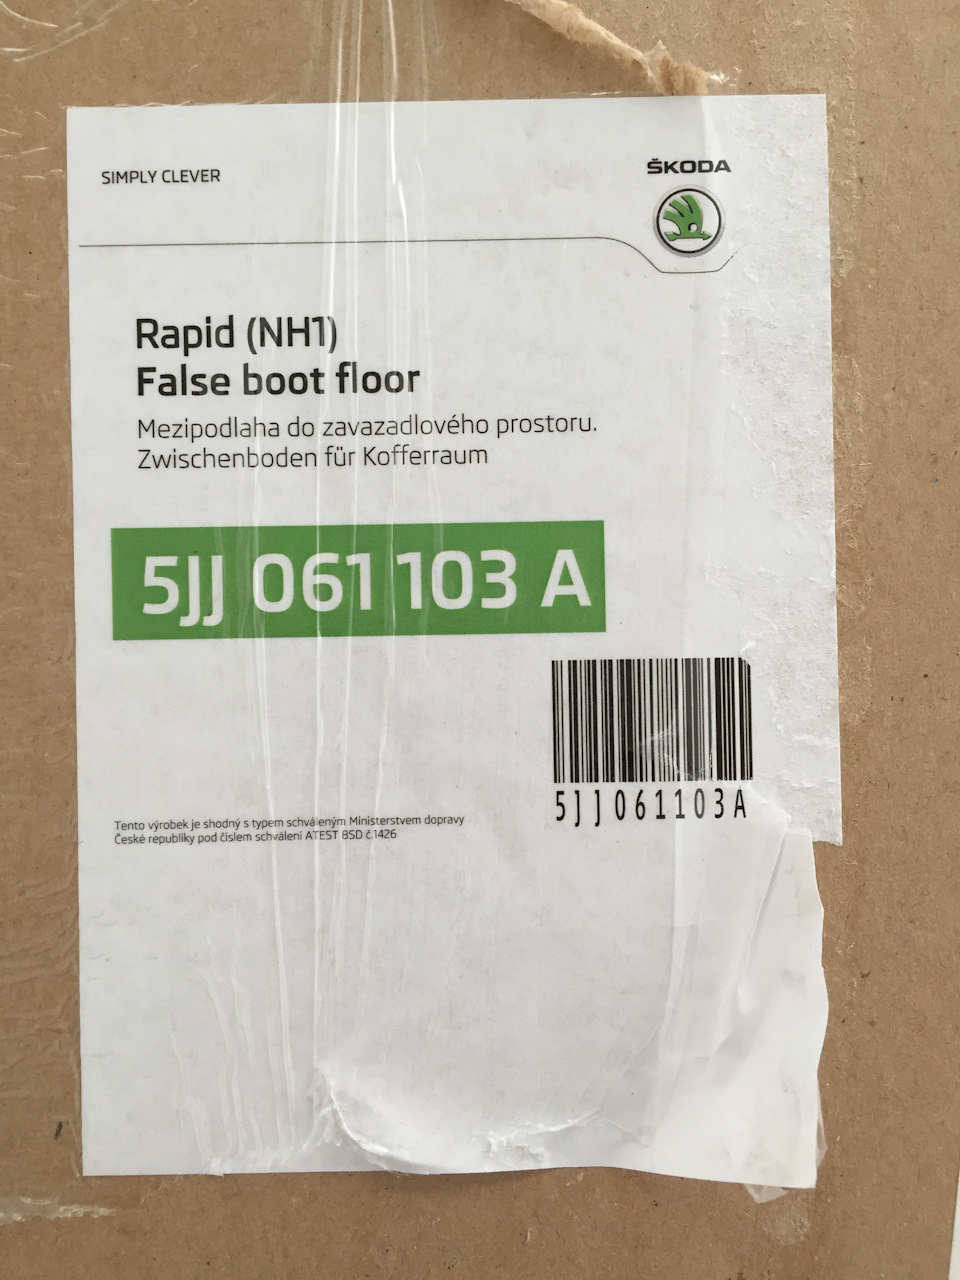 SIMPLY CLEVER
ŠKODA
Rapid (NH1)
False boot floor
Mezipodlaha do zavazadlového prostoru.
Zwischenboden für Kofferraum
5JJ 061 103 A
5JJ061103A
Tento výrobek je shodný s typem schváleným Ministerstvem dopravy
České republiky pod číslem schválení ATEST 8SD č.1426